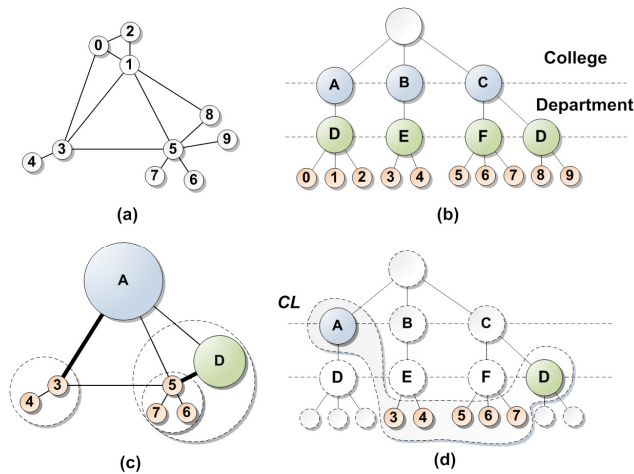 2
0
1
8
9
3
5
4
7
6
(a)
College
A B C
Department
D E F D
0 1 2 3 4 5 6 7 8 9
(b)
A
D
3 5
4 7 6
(c)
CL
A B C
D E F D
3 4 5 6 7
(d)